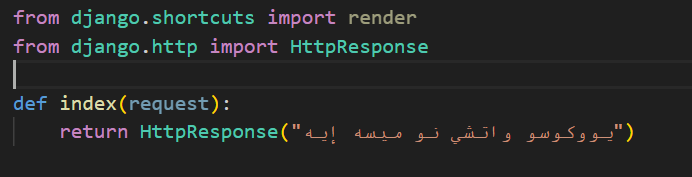 from django.shortcuts import render
from django.http import HttpResponse
def index(request):
    return HttpResponse("يووكوسو واتشي نو ميسه إيه")